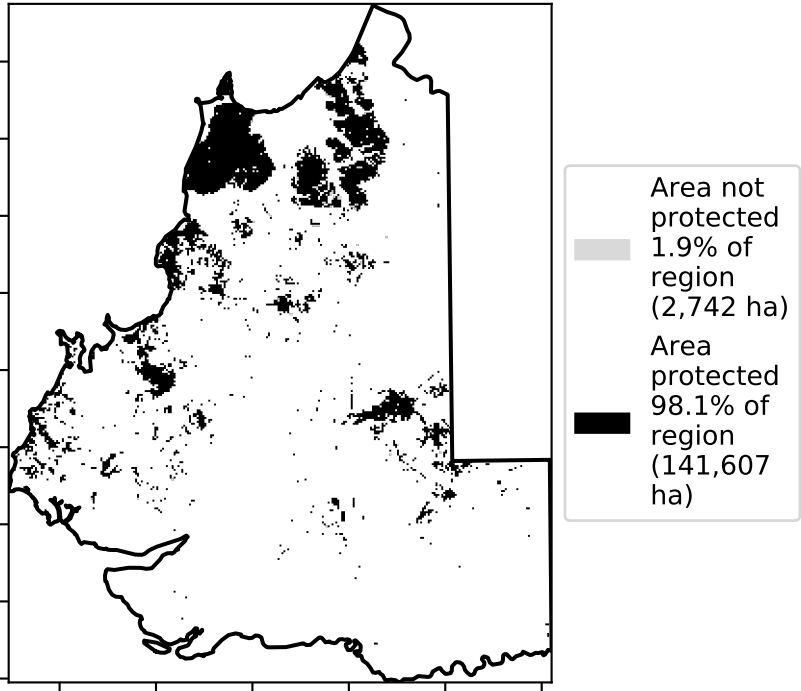 Area not
protected
1.9% of
region
(2,742 ha)
Area
protected
98.1% of
region
(141,607
ha)